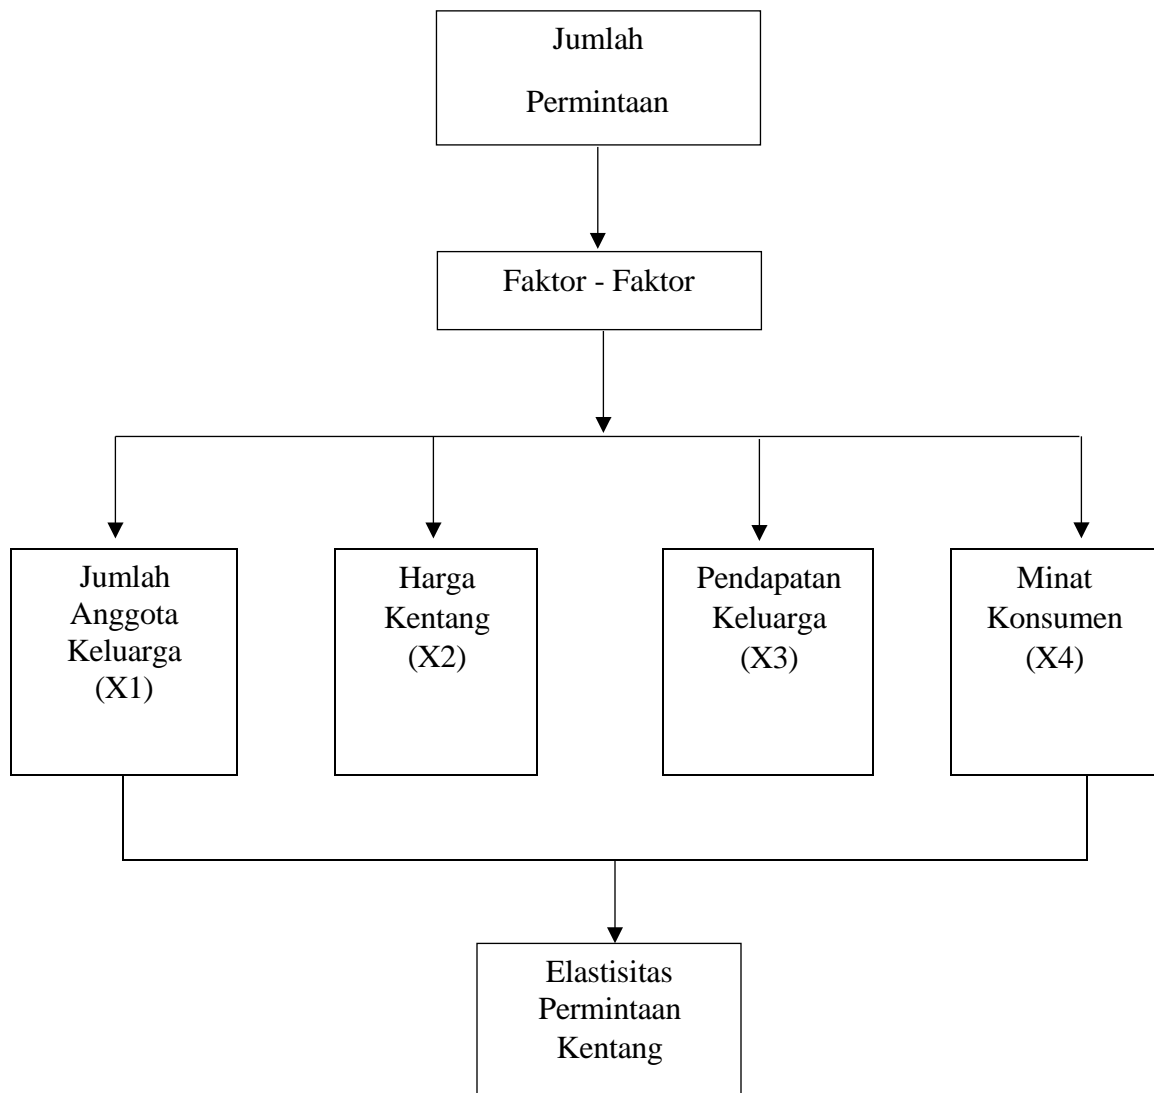 Jumlah
Permintaan
Faktor - Faktor
Jumlah
Anggota
Keluarga
(X1)
Harga
Kentang
(X2)
Pendapatan
Keluarga
(X3)
Minat
Konsumen
(X4)
Elastisitas
Permintaan
Kentang